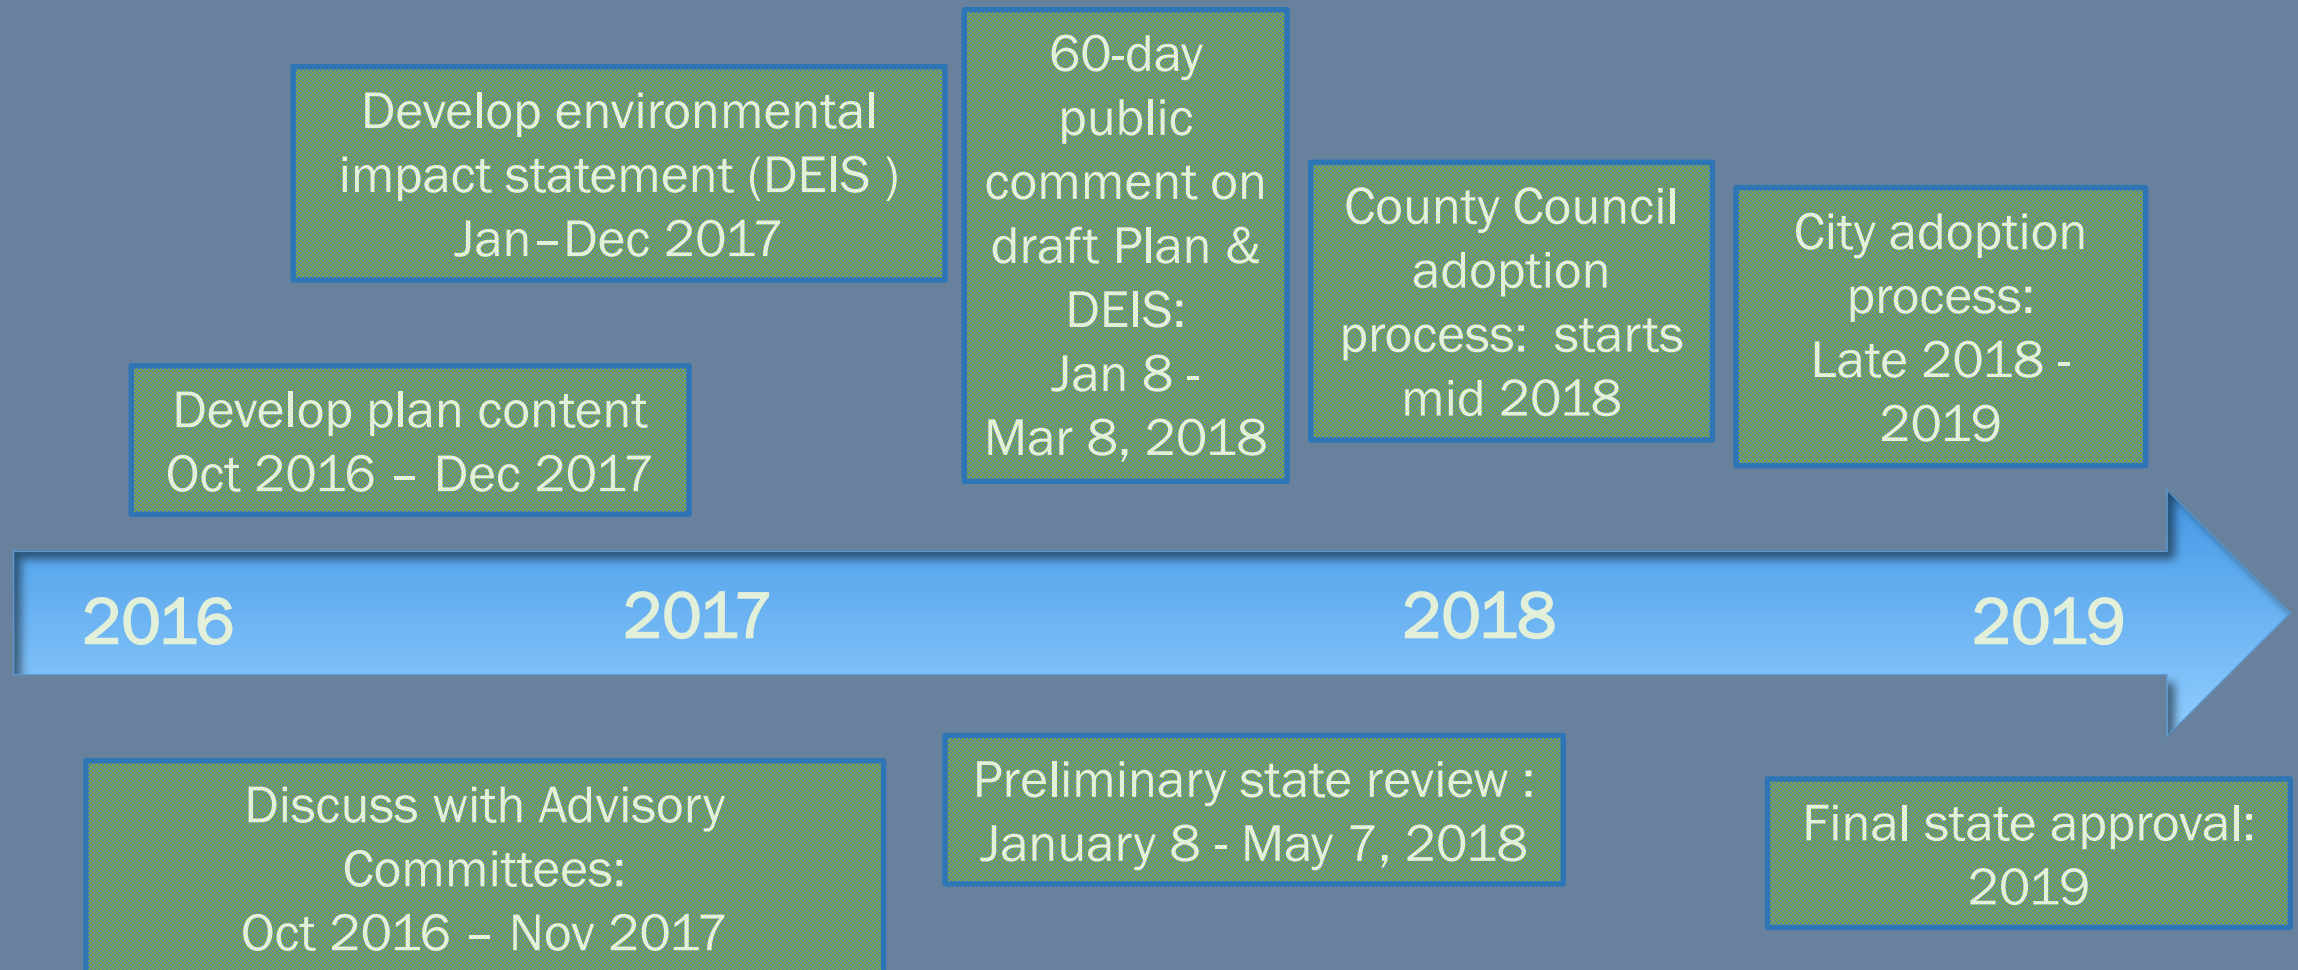 Develop environmental
impact statement (DEIS )
Jan–Dec 2017
60-day
public
comment on
draft Plan &
DEIS:
Jan 8 -
Mar 8, 2018
County Council
adoption
process:  starts
mid 2018
City adoption
process:
Late 2018 -
2019
Develop plan content
Oct 2016 – Dec 2017
2016
2017
2018
2019
Discuss with Advisory
Committees:
Oct 2016 – Nov 2017
Preliminary state review :
January 8 - May 7, 2018
Final state approval:
2019